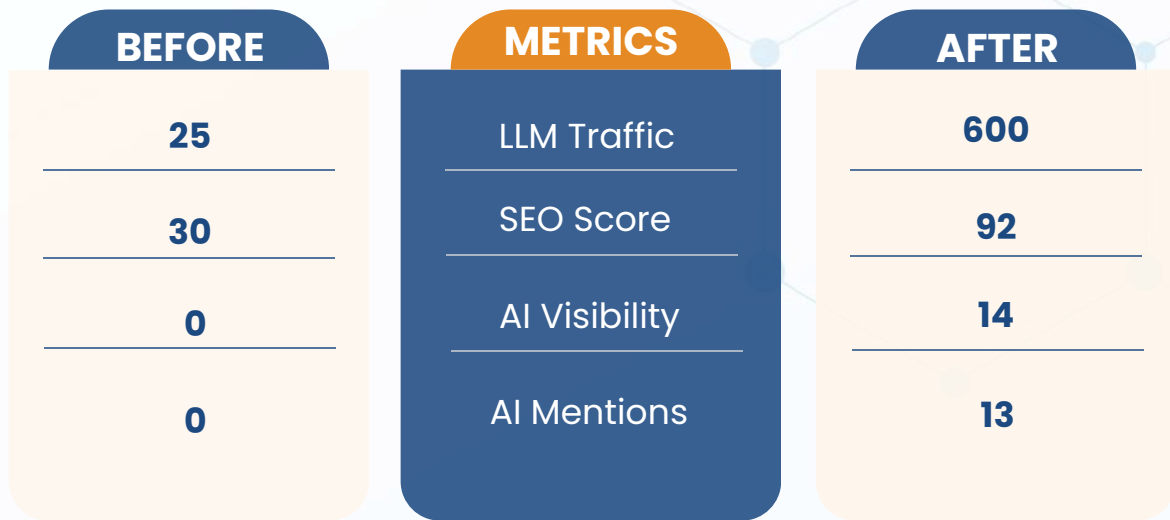 BEFORE METRICS AFTER
25 LLM Traffic 600
30 SEO Score 92
0 AI Visibility 14
0 AI Mentions 13